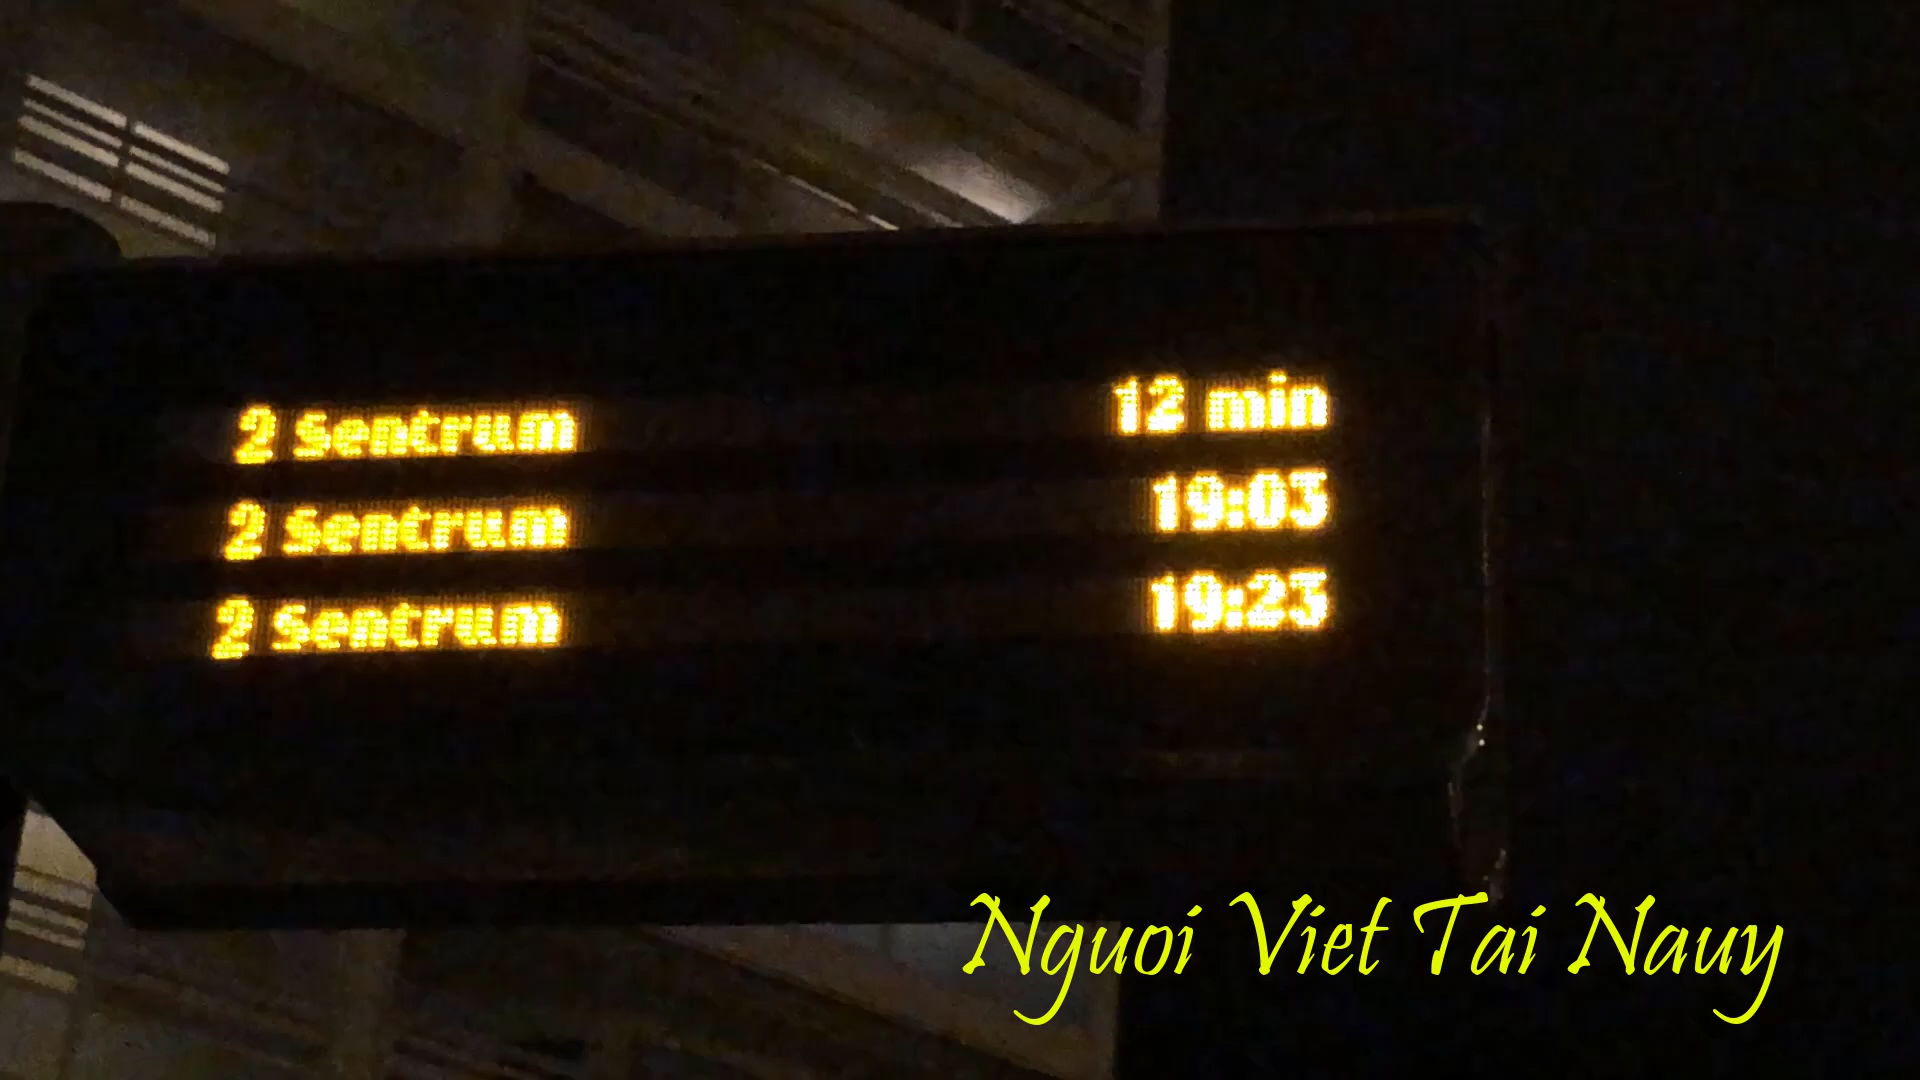 2 Sentrum 12 min
2 Sentrum 19:03
2 Sentrum 19:23
Nguoi Viet Tai Nauy